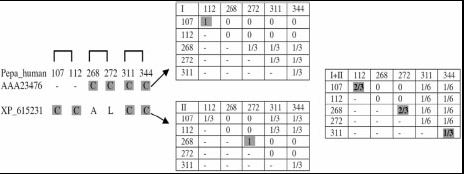 I 112 268 272 311 344
107 1 0 0 0 0
112 - 0 0 0 0
268 - - 1/3 1/3 1/3
272 - - - 1/3 1/3
311 - - - - 1/3
Pepa_human 107 112 268 272 311 344
AAA23476 - - C C C C
XP_615231 C C A L C C
II 112 268 272 311 344
107 1/3 0 0 1/3 1/3
112 - 0 0 1/3 1/3
268 - - 1 0 0
272 - - - 0 0
311 - - - - 1/3
I+II 112 268 272 311 344
107 2/3 0 0 1/6 1/6
112 - 0 0 1/6 1/6
268 - - 2/3 1/6 1/6
272 - - - 1/6 1/6
311 - - - - 1/3